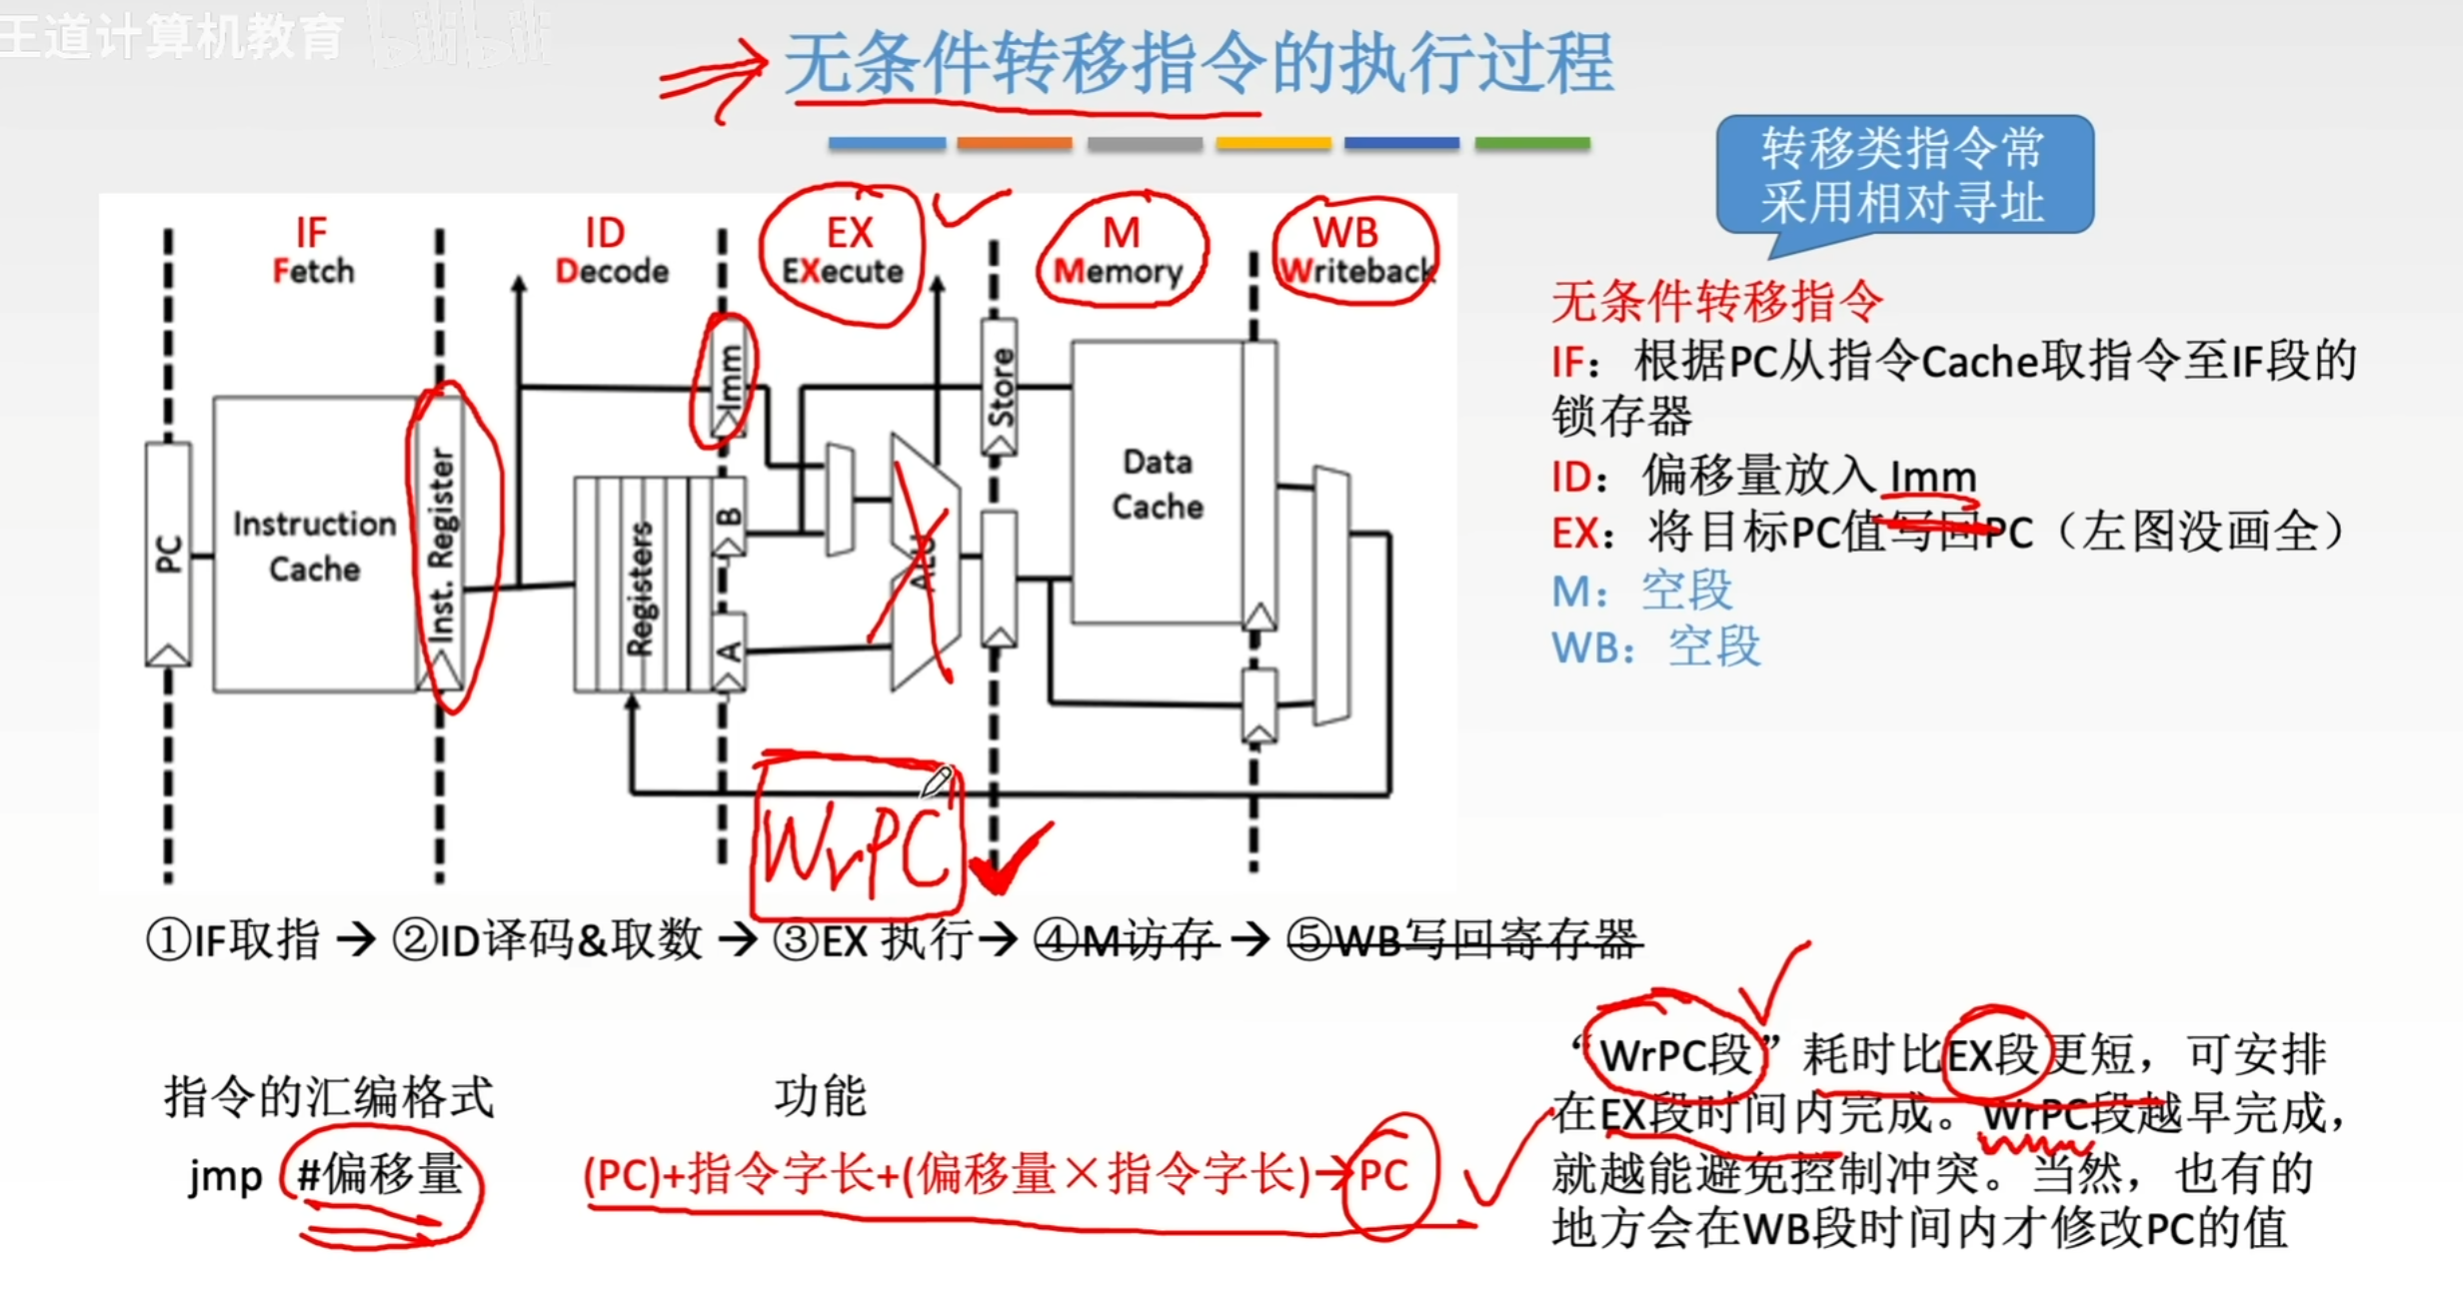 王道计算机教育
bilibili
无条件转移指令的执行过程
转移类指令常
采用相对寻址
IF
Fetch
ID
Decode
EX
EXecute
M
Memory
WB
Writeback
PC
Instruction
Cache
Inst. Register
Registers
Imm
B
A
ALU
Store
Data
Cache
WrPC
无条件转移指令
IF：根据PC从指令Cache取指令至IF段的
锁存器
ID：偏移量放入 Imm
EX：将目标PC值写回PC（左图没画全）
M：空段
WB：空段
①IF取指 → ②ID译码&取数 → ③EX 执行→ ④M访存 → ⑤WB写回寄存器
指令的汇编格式
功能
jmp #偏移量
(PC)+指令字长+(偏移量×指令字长)→PC
“WrPC段”耗时比EX段更短，可安排
在EX段时间内完成。WrPC段越早完成，
就越能避免控制冲突。当然，也有的
地方会在WB段时间内才修改PC的值